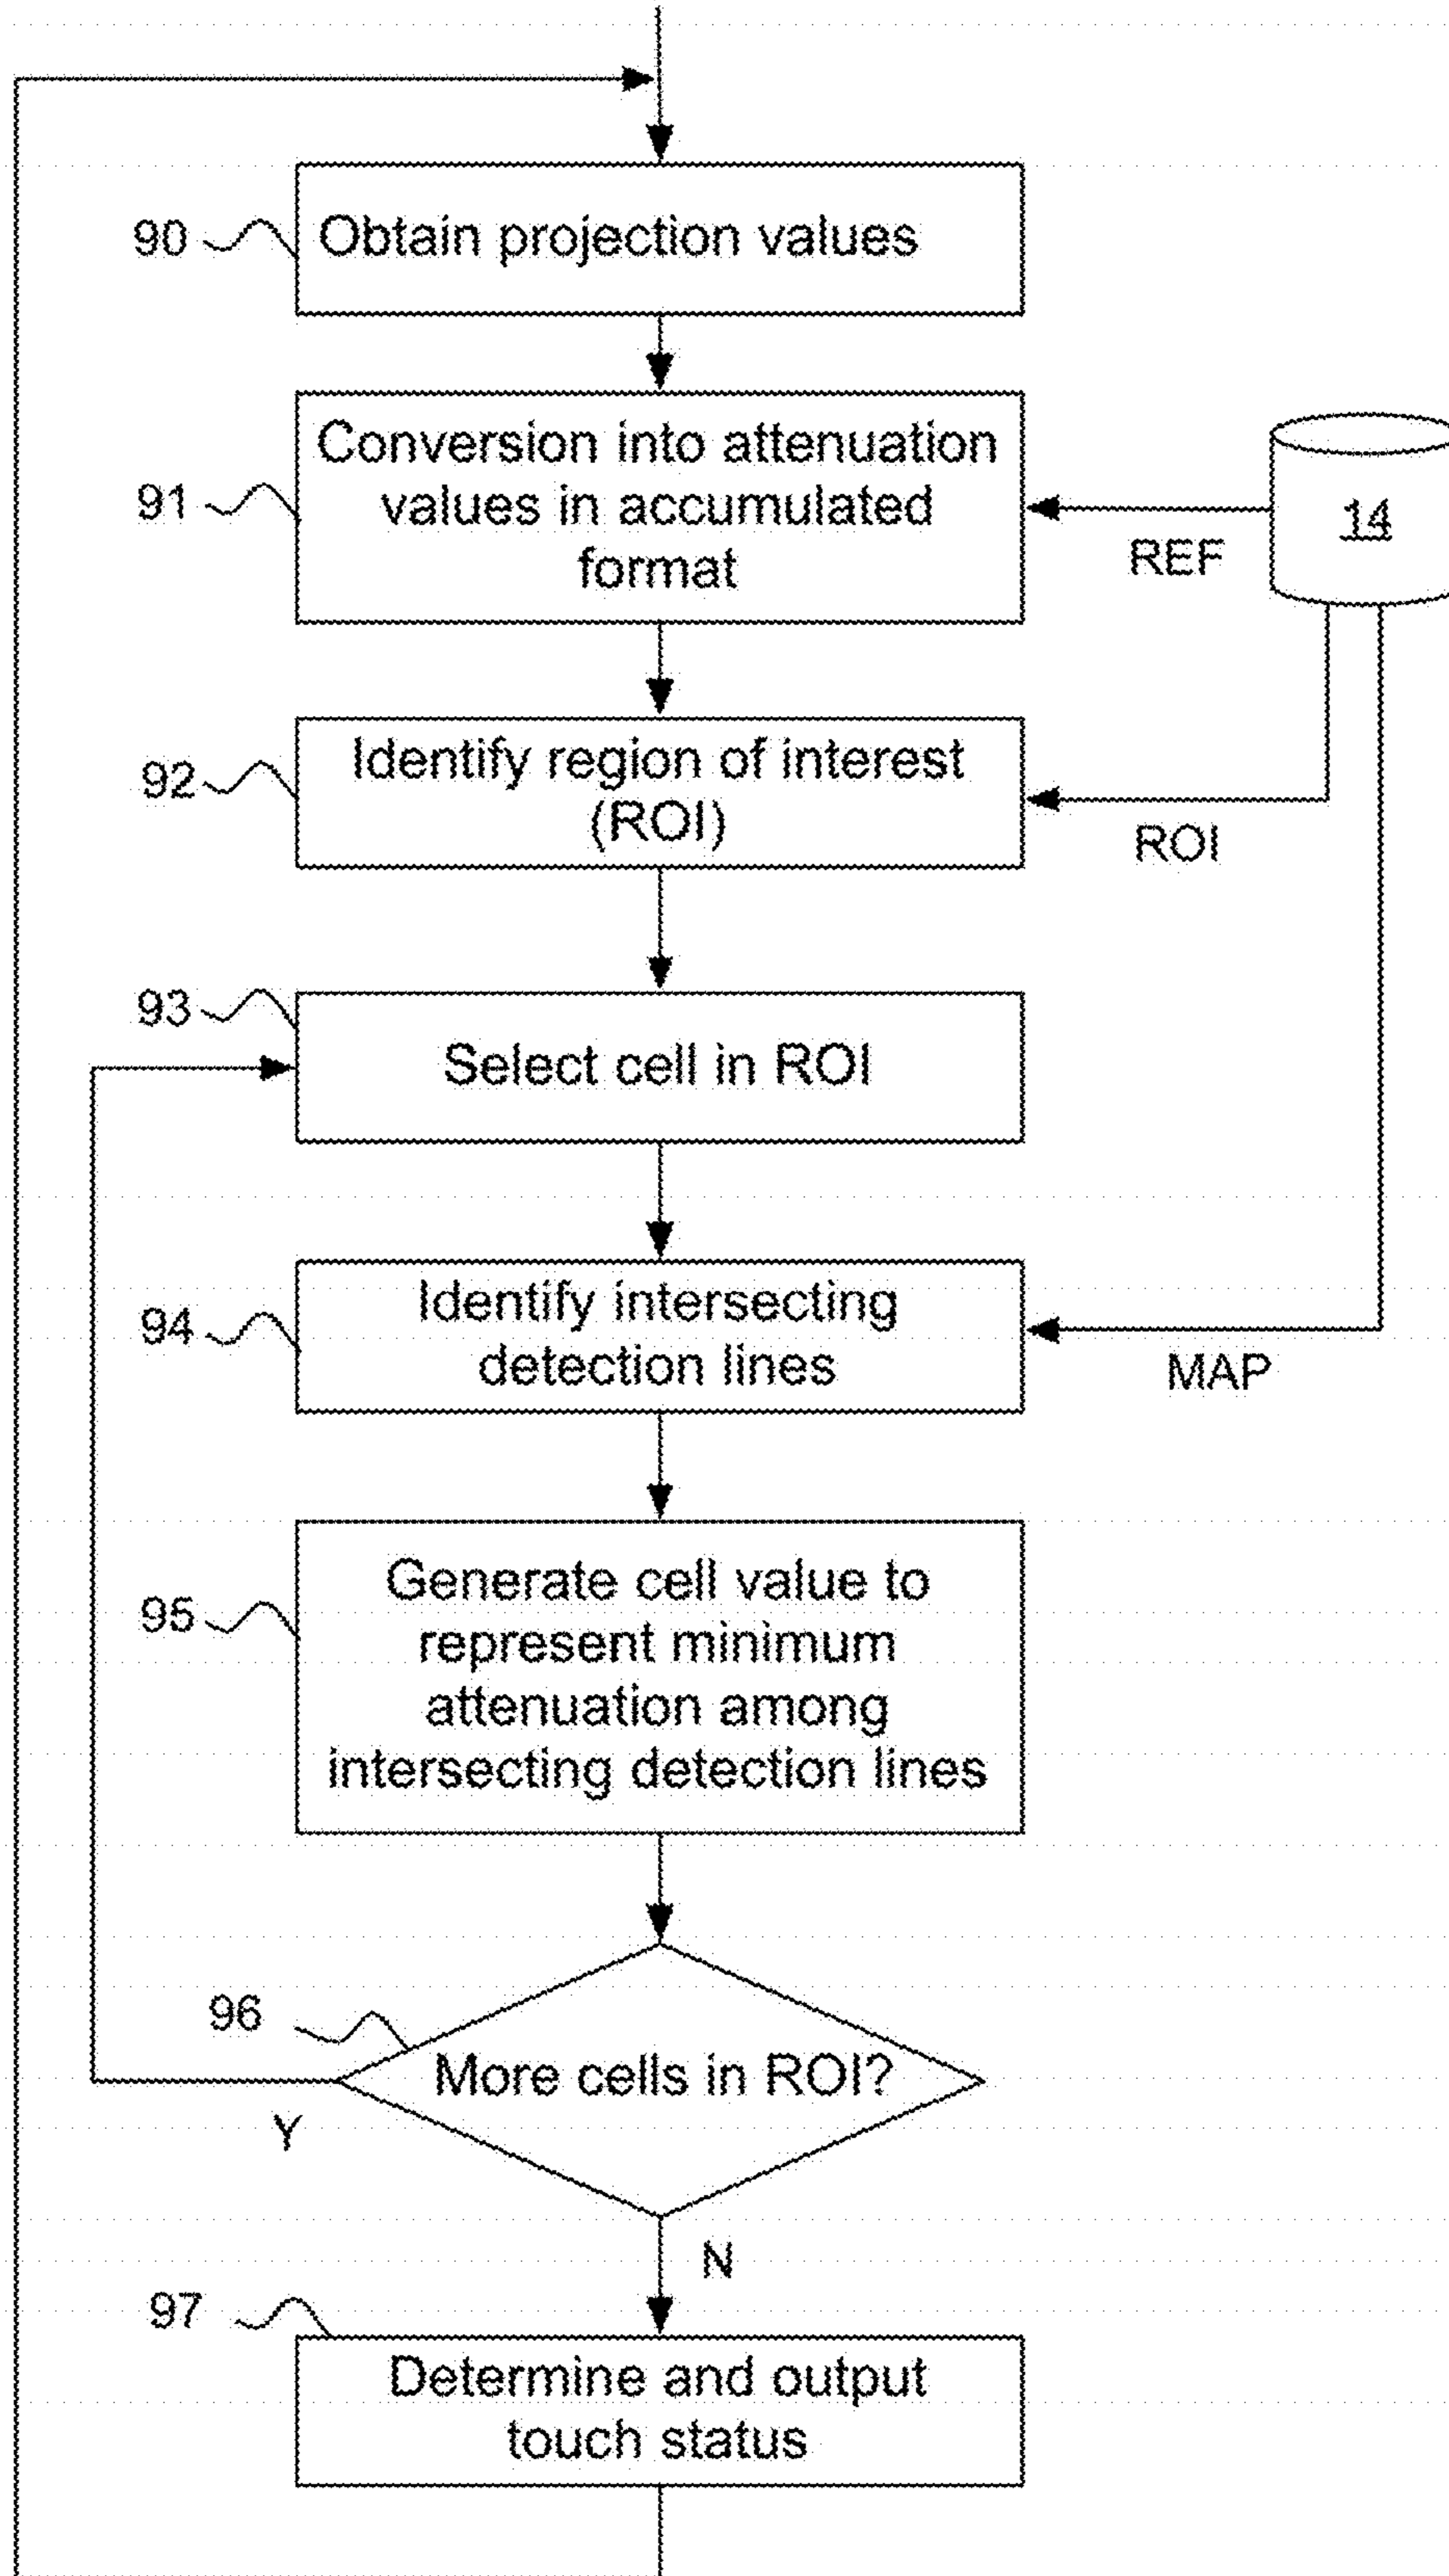 90
Obtain projection values
91
Conversion into attenuation
values in accumulated
format
14
REF
92
Identify region of interest
(ROI)
ROI
93
Select cell in ROI
94
Identify intersecting
detection lines
MAP
95
Generate cell value to
represent minimum
attenuation among
intersecting detection lines
96
More cells in ROI?
Y
N
97
Determine and output
touch status